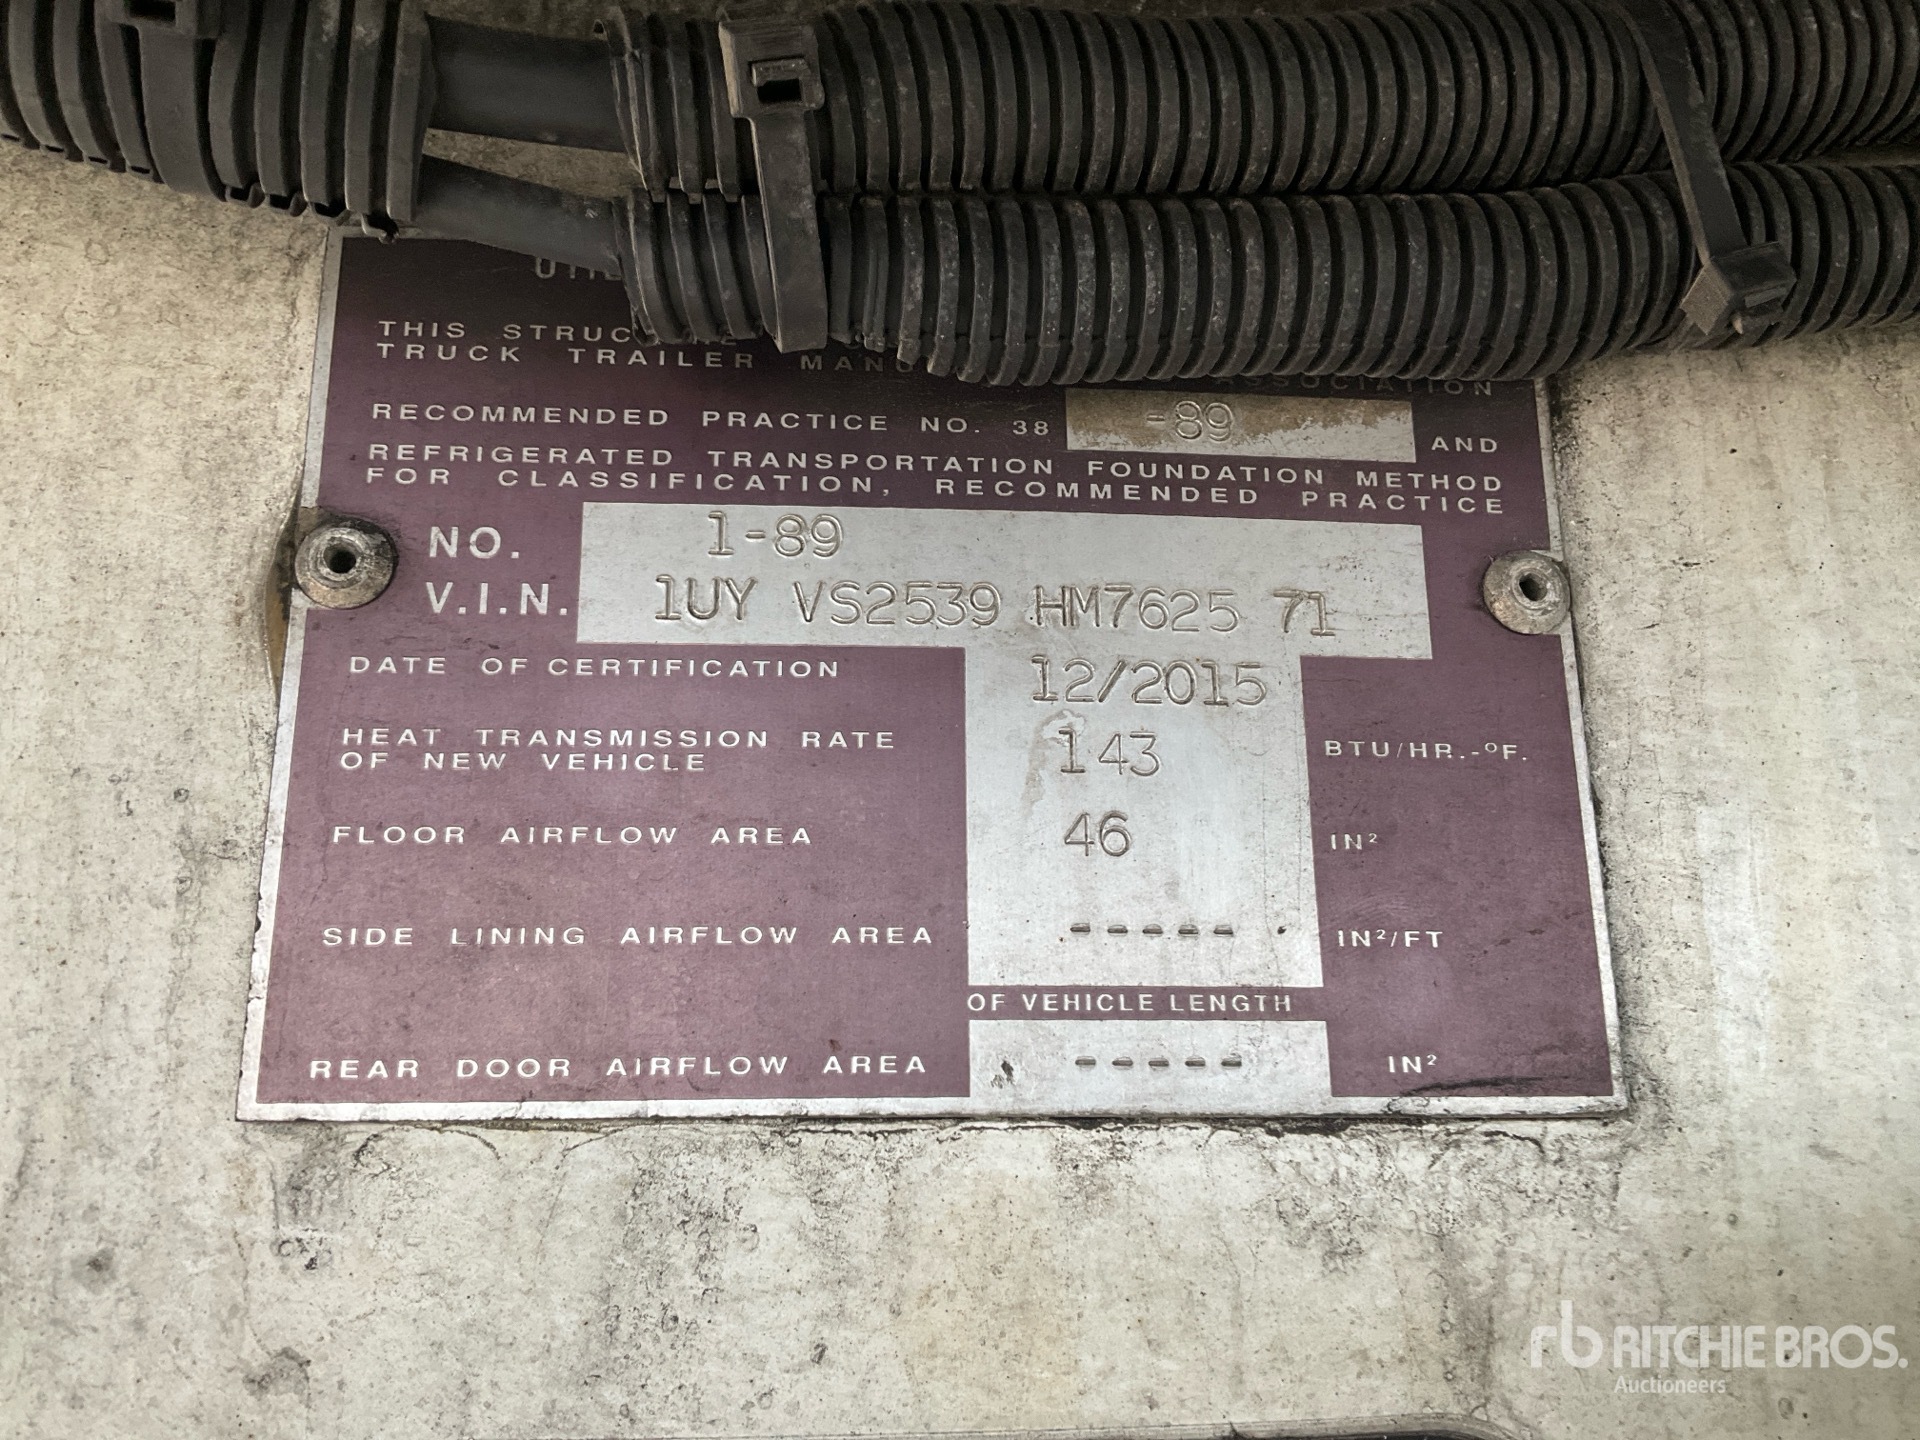 THIS
TRUCK TRAILER ASSOCIATION
RECOMMENDED PRACTICE NO. 38 -89 AND
REFRIGERATED TRANSPORTATION FOUNDATION METHOD
FOR CLASSIFICATION, RECOMMENDED PRACTICE
NO. 1-89
V.I.N. 1UY VS2539 HM7625 71
DATE OF CERTIFICATION 12/2015
HEAT TRANSMISSION RATE
OF NEW VEHICLE 143 BTU/HR.-°F.
FLOOR AIRFLOW AREA 46 IN²
SIDE LINING AIRFLOW AREA ----- IN²/FT
OF VEHICLE LENGTH
REAR DOOR AIRFLOW AREA ----- IN²
rb RITCHIE BROS.
Auctioneers